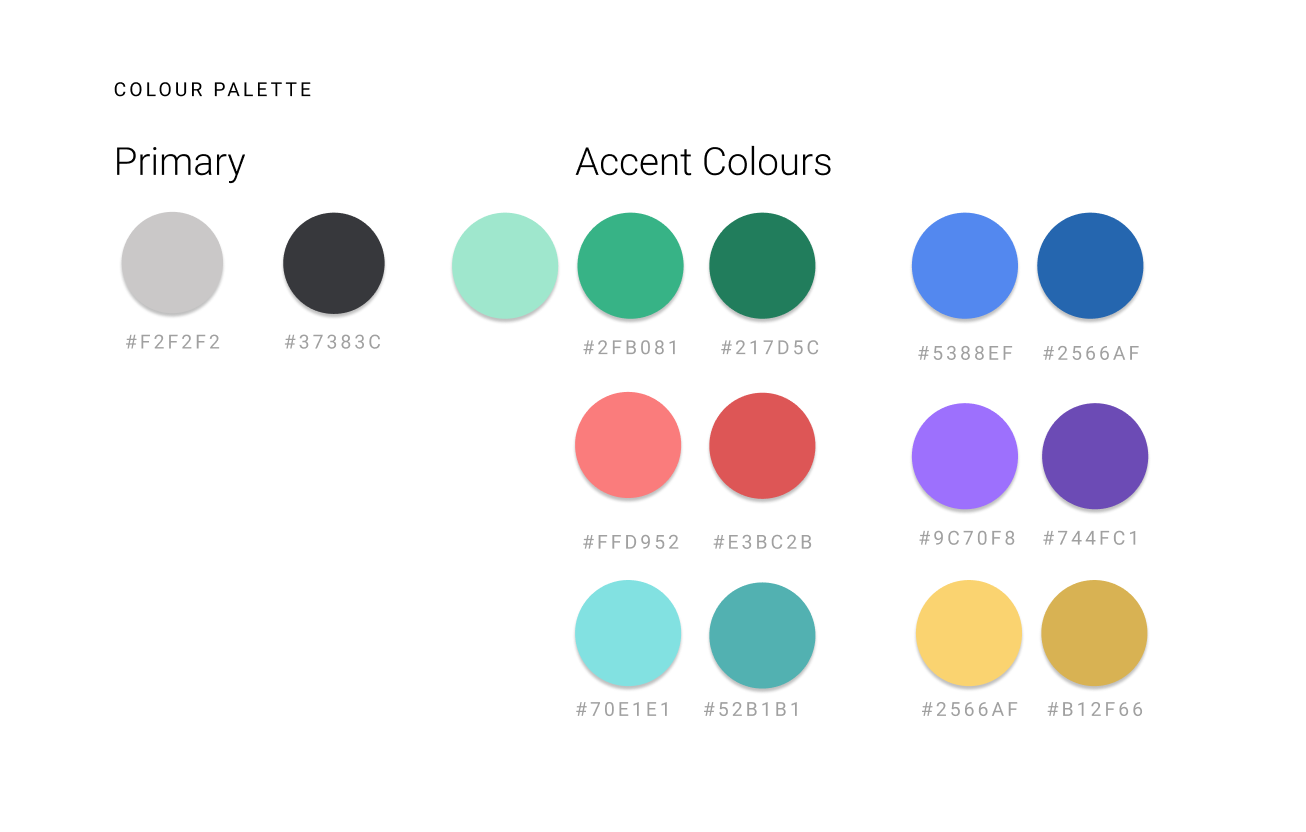 COLOUR PALETTE
Primary
Accent Colours
#F2F2F2
#37383C
#2FB081
#217D5C
#5388EF
#2566AF
#FFD952
#E3BC2B
#9C70F8
#744FC1
#70E1E1
#52B1B1
#2566AF
#B12F66